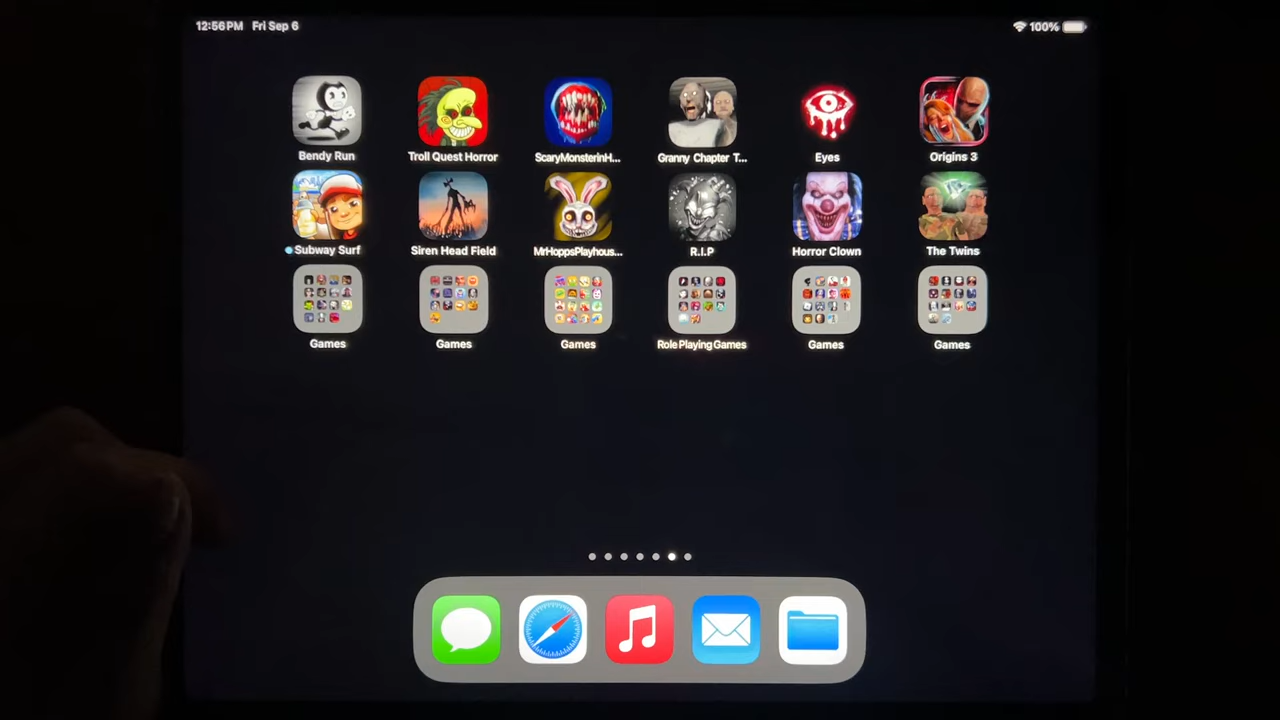 12:56 PM Fri Sep 6
100%
Bendy Run
Troll Quest Horror
ScaryMonsterinH...
Granny Chapter T...
Eyes
Origins 3
Subway Surf
Siren Head Field
MrHoppsPlayhous...
R.I.P
Horror Clown
The Twins
Games
Games
Games
Role Playing Games
Games
Games